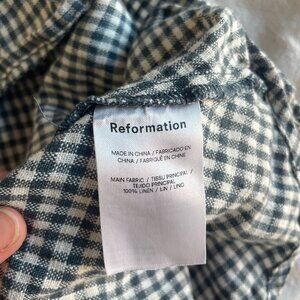 Reformation
MADE IN CHINA / FABRICADO EN
CHINA / FABRIQUÉ EN CHINE
MAIN FABRIC / TISSU PRINCIPAL /
TEJIDO PRINCIPAL
100% LINEN / LIN / LINO